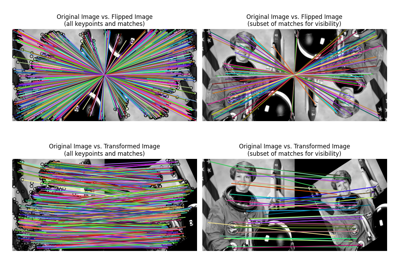 Original Image vs. Flipped Image
(all keypoints and matches)
Original Image vs. Flipped Image
(subset of matches for visibility)
Original Image vs. Transformed Image
(all keypoints and matches)
Original Image vs. Transformed Image
(subset of matches for visibility)